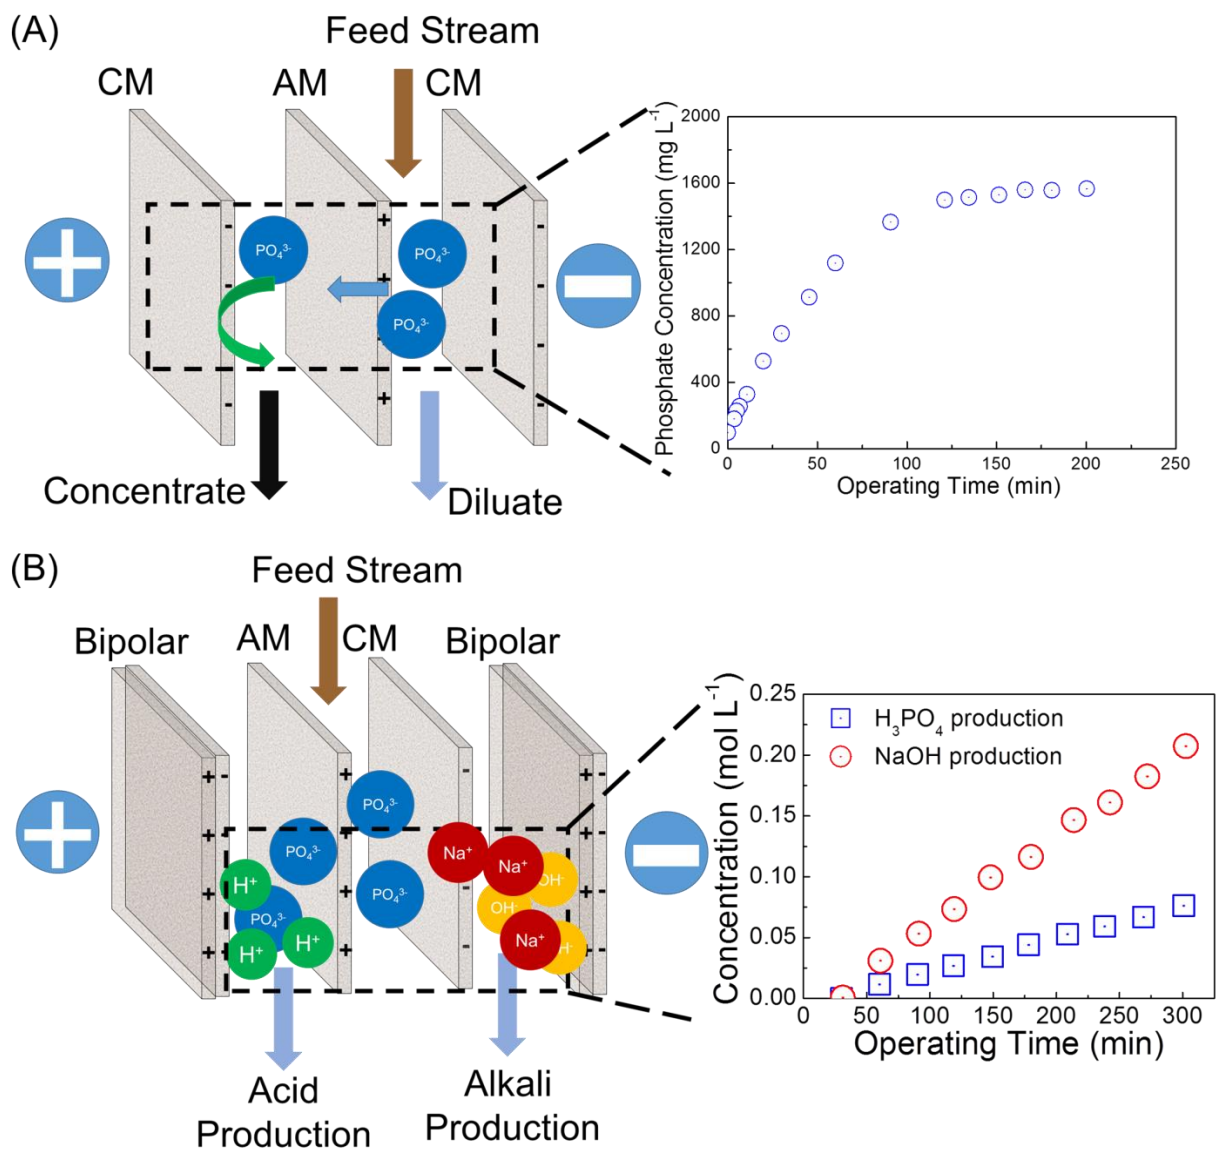 (A)
Feed Stream
CM AM CM
+ - + -
PO₄³⁻ PO₄³⁻
PO₄³⁻
Concentrate
Diluate
Phosphate Concentration (mg L⁻¹)
2000
1600
1200
800
400
0
0 50 100 150 200 250
Operating Time (min)
(B)
Feed Stream
Bipolar AM CM Bipolar
+ - + - + -
PO₄³⁻
PO₄³⁻ Na⁺ Na⁺
H⁺ PO₄³⁻ OH⁻
PO₄³⁻ OH⁻
H⁺ H⁺ Na⁺ H⁻
Acid
Production
Alkali
Production
Concentration (mol L⁻¹)
0.25
0.20
0.15
0.10
0.05
0.00
H₃PO₄ production
NaOH production
0 50 100 150 200 250 300
Operating Time (min)